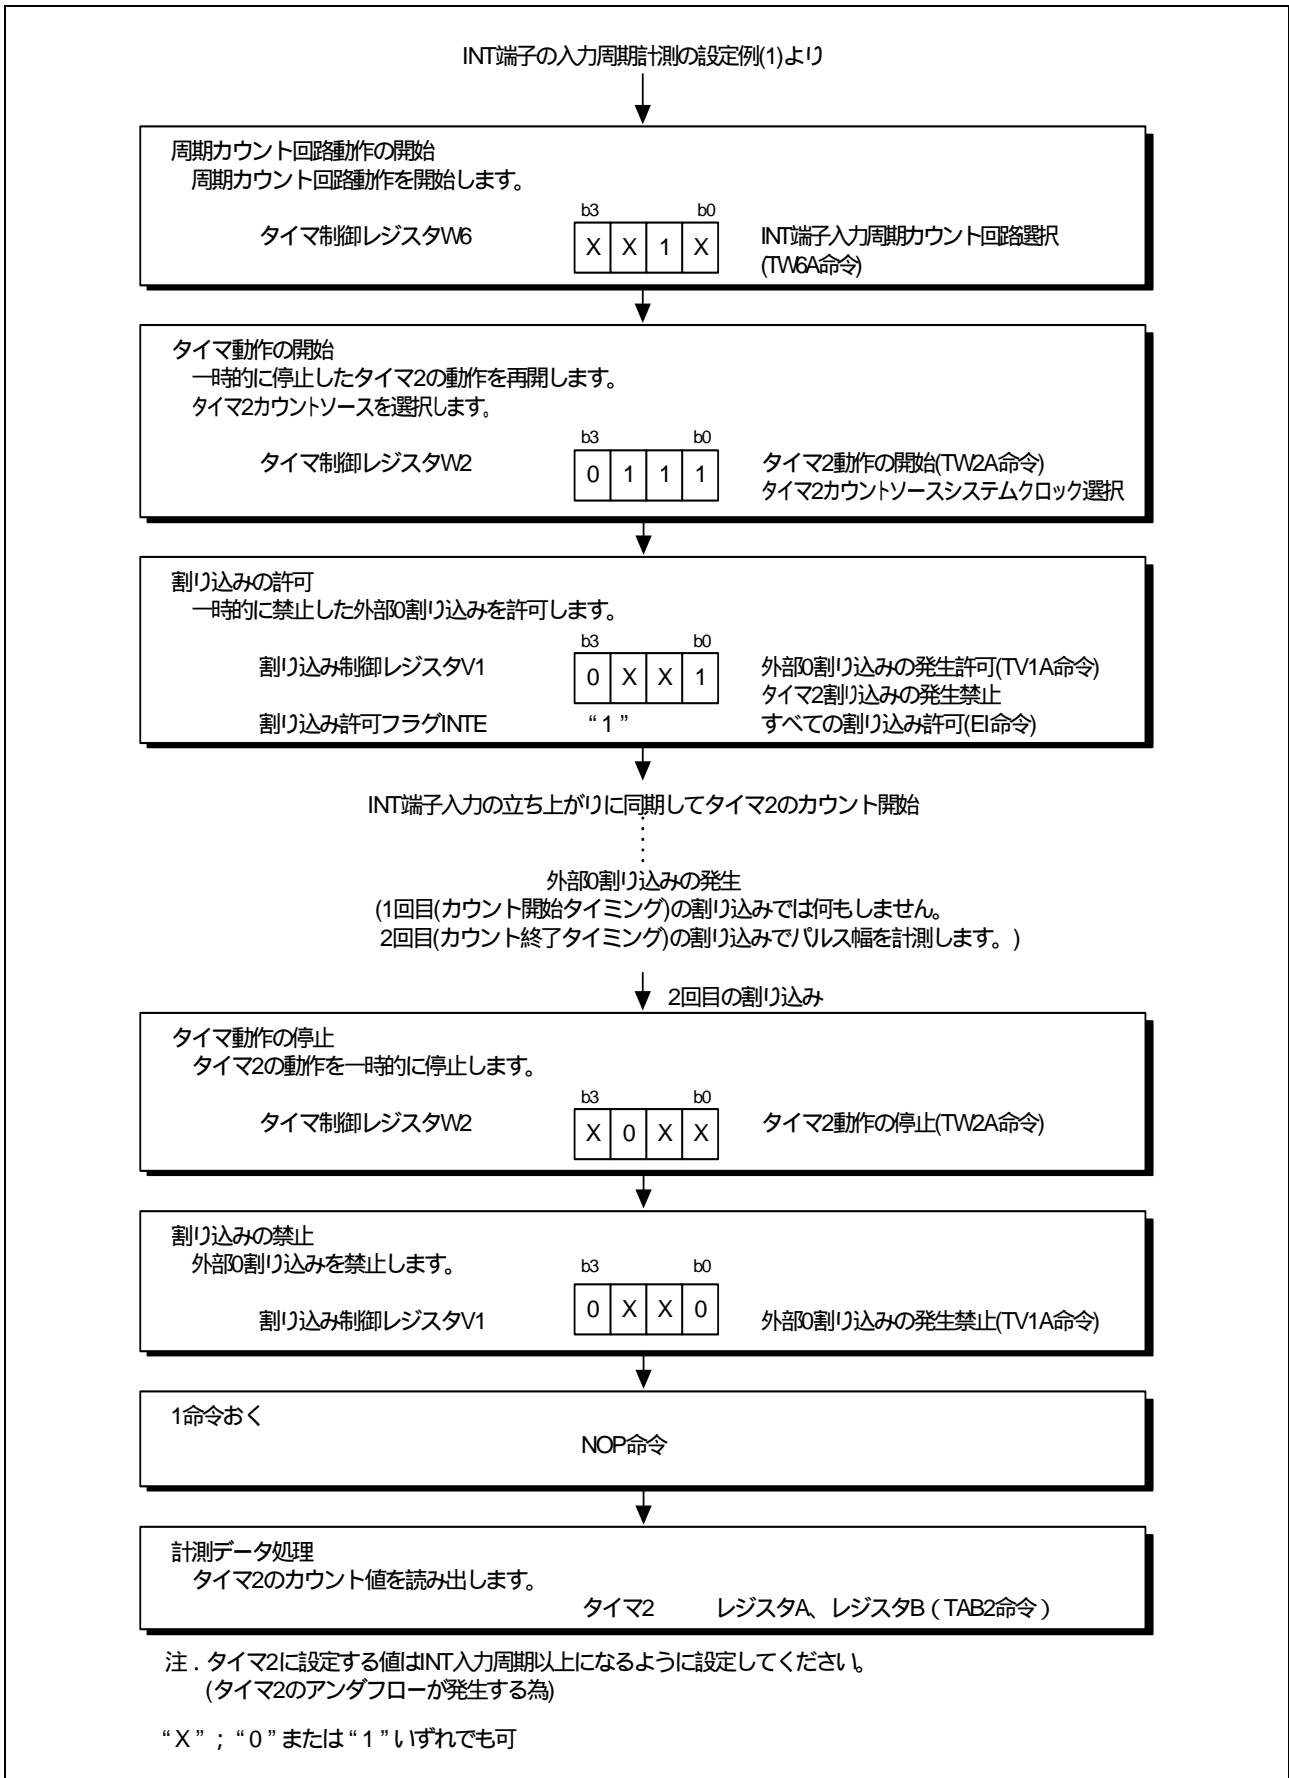 INT端子の入力周期計測の設定例(1)より
周期カウント回路動作の開始
周期カウント回路動作を開始します。
b3 b0
タイマ制御レジスタW6 X X 1 X INT端子入力周期カウント回路選択
(TW6A命令)
タイマ動作の開始
一時的に停止したタイマ2の動作を再開します。
タイマ2カウントソースを選択します。
b3 b0
タイマ制御レジスタW2 0 1 1 1 タイマ2動作の開始(TW2A命令)
タイマ2カウントソースシステムクロック選択
割り込みの許可
一時的に禁止した外部0割り込みを許可します。
b3 b0
割り込み制御レジスタV1 0 X X 1 外部0割り込みの発生許可(TV1A命令)
タイマ2割り込みの発生禁止
割り込み許可フラグINTE “1” すべての割り込み許可(EI命令)
INT端子入力の立ち上がりに同期してタイマ2のカウント開始
外部0割り込みの発生
(1回目(カウント開始タイミング)の割り込みでは何もしません。
2回目(カウント終了タイミング)の割り込みでパルス幅を計測します。)
2回目の割り込み
タイマ動作の停止
タイマ2の動作を一時的に停止します。
b3 b0
タイマ制御レジスタW2 X 0 X X タイマ2動作の停止(TW2A命令)
割り込みの禁止
外部0割り込みを禁止します。
b3 b0
割り込み制御レジスタV1 0 X X 0 外部0割り込みの発生禁止(TV1A命令)
1命令おく
NOP命令
計測データ処理
タイマ2のカウント値を読み出します。
タイマ2 レジスタA、レジスタB(TAB2命令)
注．タイマ2に設定する値はINT入力周期以上になるように設定してください。
(タイマ2のアンダフローが発生する為)
“X”；“0”または“1”いずれでも可